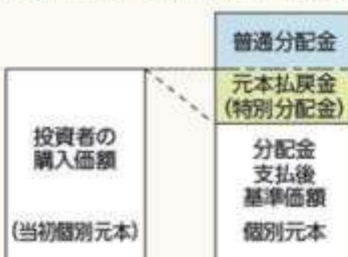 投資者の
購入価額
(当初個別元本)
普通分配金
元本払戻金
(特別分配金)
分配金
支払後
基準価額
個別元本